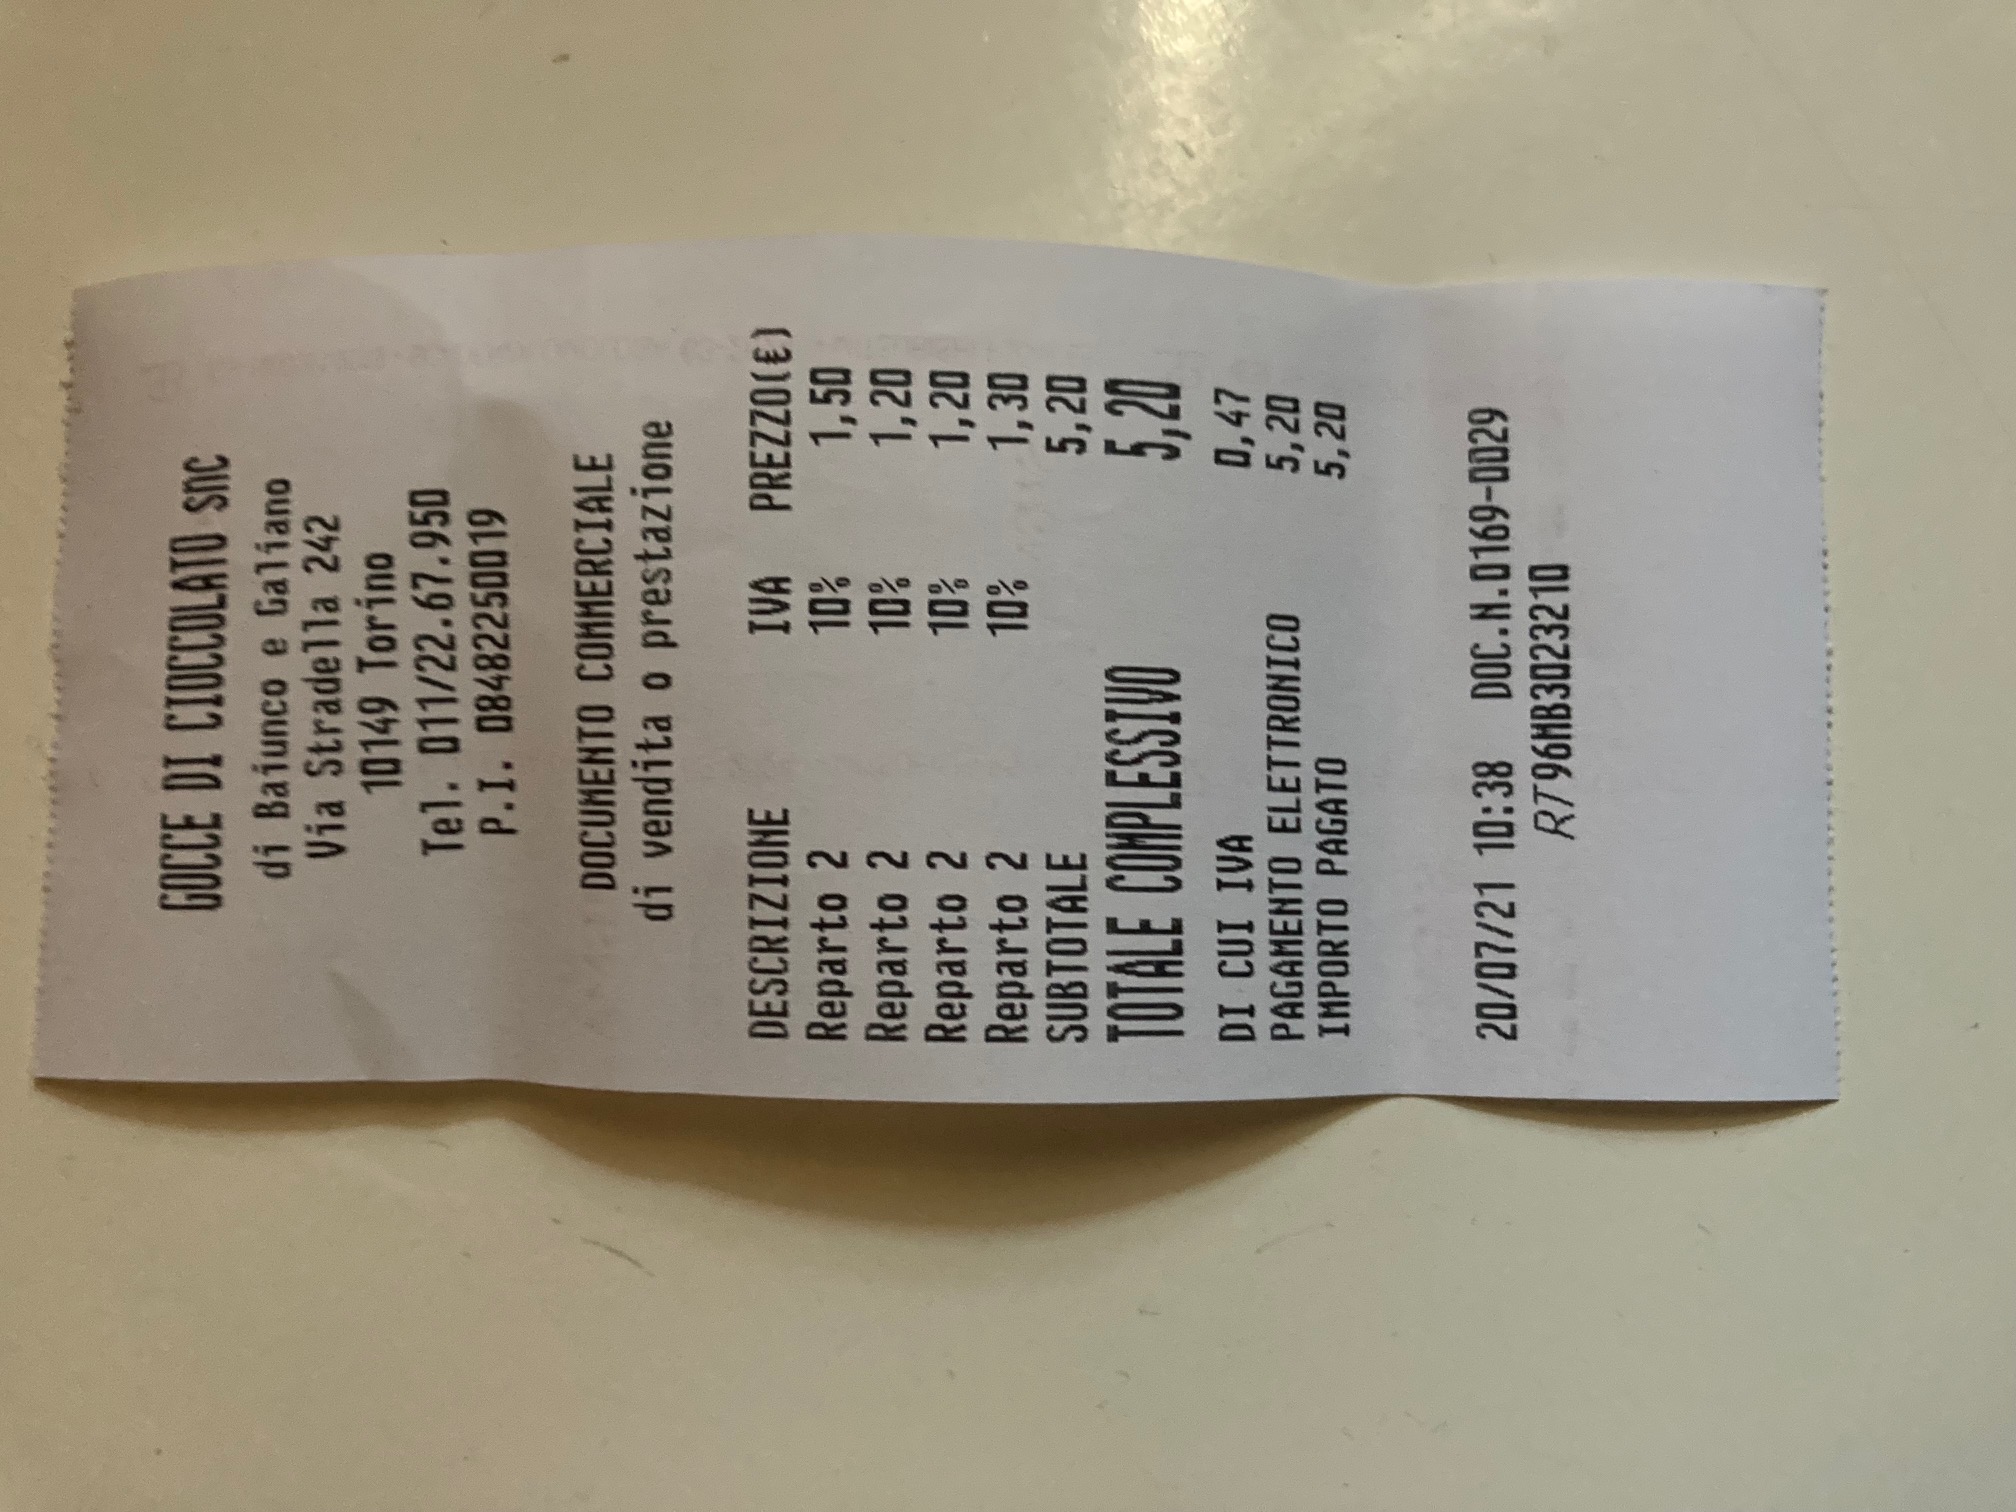 GOCCE DI CIOCCOLATO snc
di Baiunco e Galiano
Via Stradella 242
10149 Torino
Tel. 011/22.67.950
P.I. 08482250019
DOCUMENTO COMMERCIALE
di vendita o prestazione
DESCRIZIONE IVA PREZZO(€)
Reparto 2 10% 1,50
Reparto 2 10% 1,20
Reparto 2 10% 1,20
Reparto 2 10% 1,30
SUBTOTALE 5,20
TOTALE COMPLESSIVO 5,20
DI CUI IVA 0,47
PAGAMENTO ELETTRONICO 5,20
IMPORTO PAGATO 5,20
20/07/21 10:38 DOC.N.0169-0029
RT96MB3023210